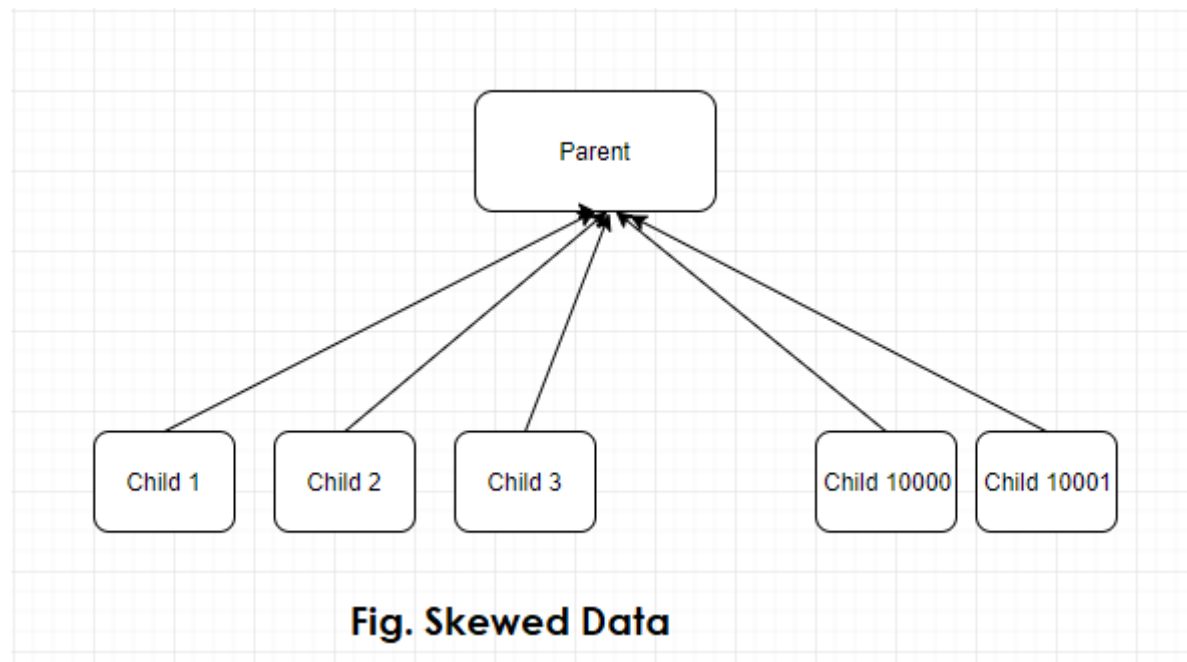 Parent
Child 1
Child 2
Child 3
Child 10000
Child 10001
Fig. Skewed Data